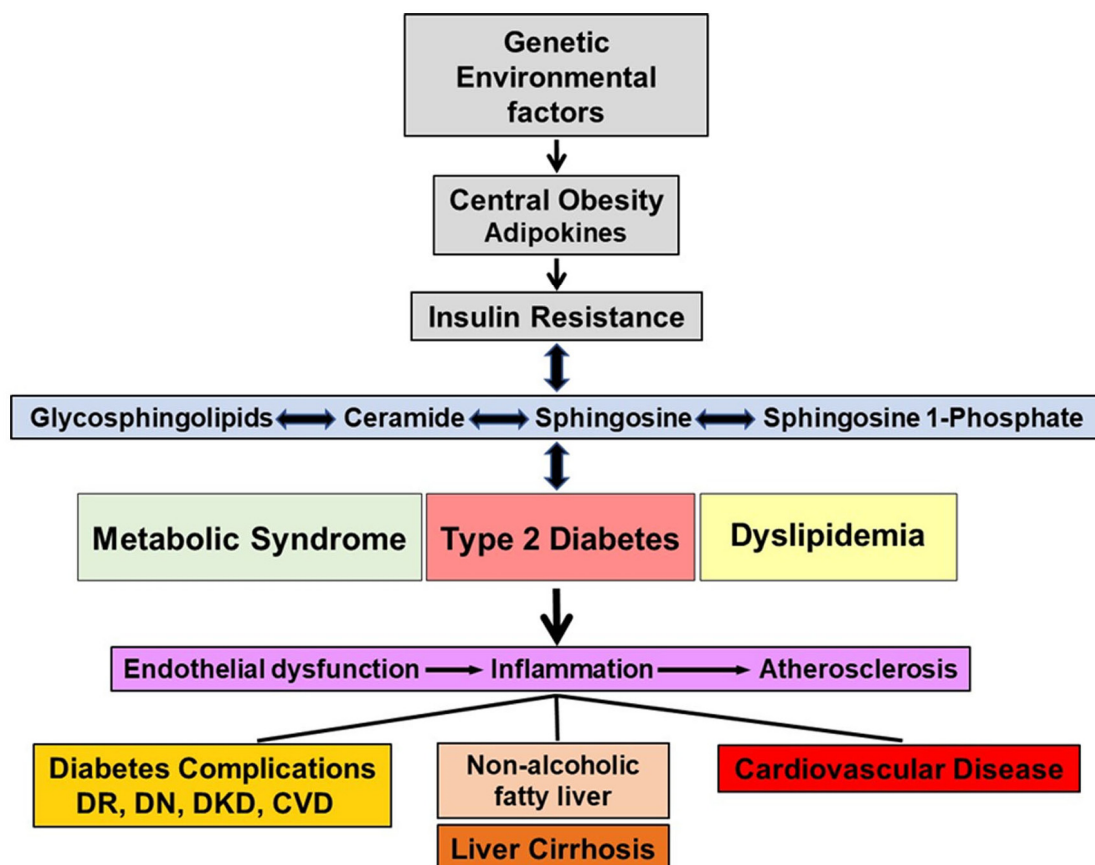 Genetic
Environmental
factors
Central Obesity
Adipokines
Insulin Resistance
Glycosphingolipids Ceramide Sphingosine Sphingosine 1-Phosphate
Metabolic Syndrome Type 2 Diabetes Dyslipidemia
Endothelial dysfunction Inflammation Atherosclerosis
Diabetes Complications
DR, DN, DKD, CVD
Non-alcoholic
fatty liver
Liver Cirrhosis
Cardiovascular Disease